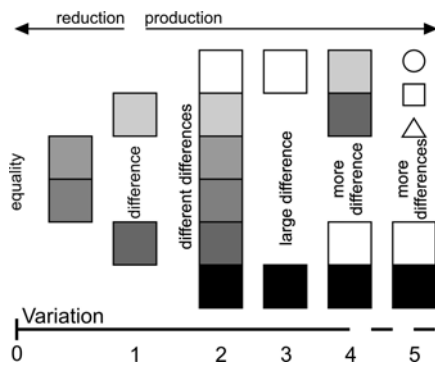 reduction production
equality
difference
different differences
large difference
more
difference
more
differences
Variation
0 1 2 3 4 5